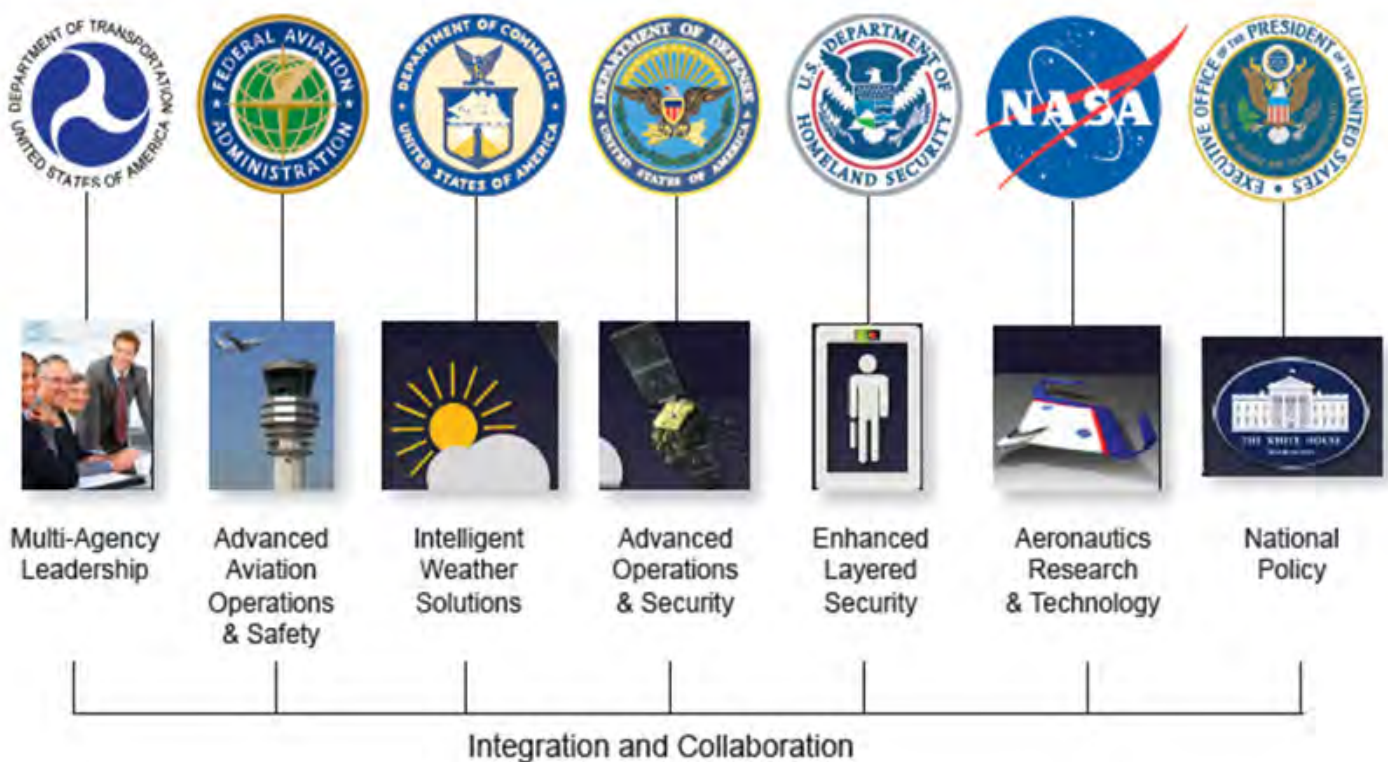 DEPARTMENT OF TRANSPORTATION
UNITED STATES OF AMERICA
FEDERAL AVIATION
ADMINISTRATION
DEPARTMENT OF COMMERCE
UNITED STATES OF AMERICA
DEPARTMENT OF DEFENSE
UNITED STATES OF AMERICA
U.S. DEPARTMENT OF
HOMELAND SECURITY
NASA
EXECUTIVE OFFICE OF THE PRESIDENT OF THE UNITED STATES
THE WHITE HOUSE
Multi-Agency
Leadership
Advanced
Aviation
Operations
& Safety
Intelligent
Weather
Solutions
Advanced
Operations
& Security
Enhanced
Layered
Security
Aeronautics
Research
& Technology
National
Policy
Integration and Collaboration